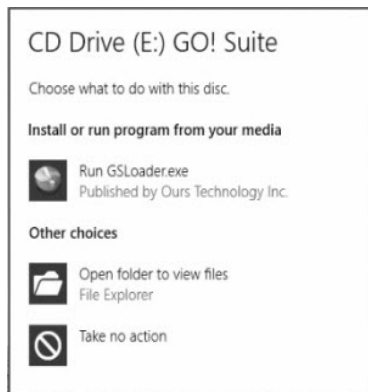 CD Drive (E:) GO! Suite
Choose what to do with this disc.
Install or run program from your media
Run GSLoader.exe
Published by Ours Technology Inc.
Other choices
Open folder to view files
File Explorer
Take no action